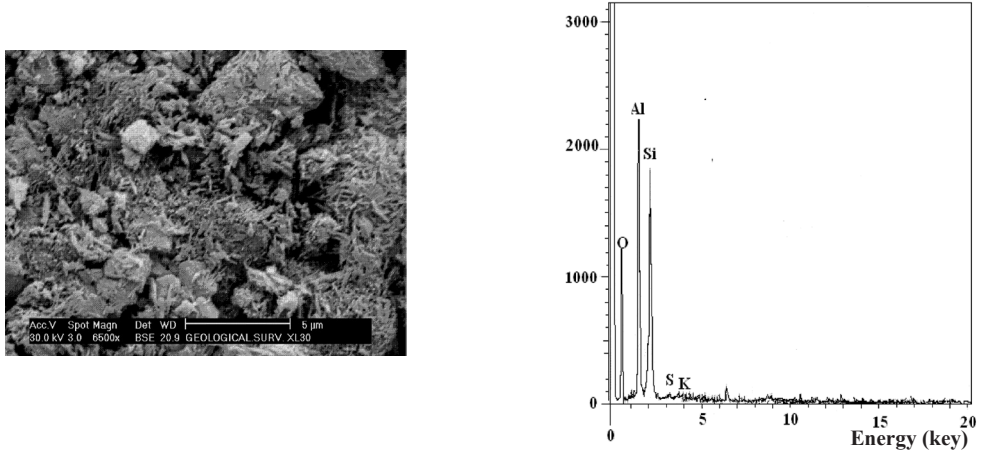 Acc.V Spot Magn Det WD 5 µm
30.0 kV 3.0 6500x BSE 20.9 GEOLOGICAL SURV. XL30
3000
Al
2000
Si
O
1000
S K
0
0 5 10 15 20
Energy (key)